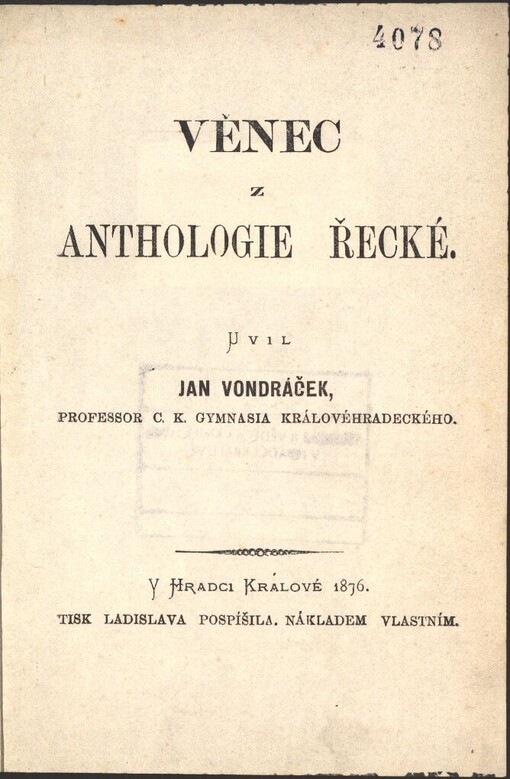 4078
VĚNEC
Z
ANTHOLOGIE ŘECKÉ.
UVIL
JAN VONDRÁČEK,
PROFESSOR C. K. GYMNASIA KRÁLOVÉHRADECKÉHO.
V HRADCI KRÁLOVÉ 1876.
TISK LADISLAVA POSPÍŠILA. NÁKLADEM VLASTNÍM.